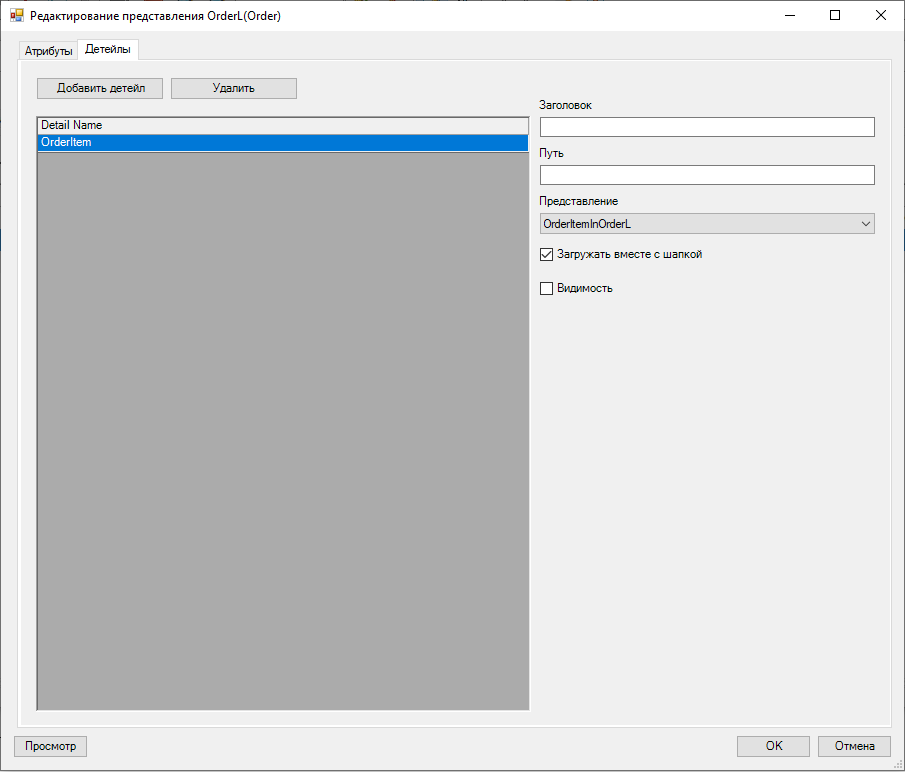 Редактирование представления OrderL(Order)
Атрибуты Детейлы
Добавить детейл Удалить
Detail Name
OrderItem
Заголовок
Путь
Представление
OrderItemInOrderL
Загружать вместе с шапкой
Видимость
Просмотр OK Отмена